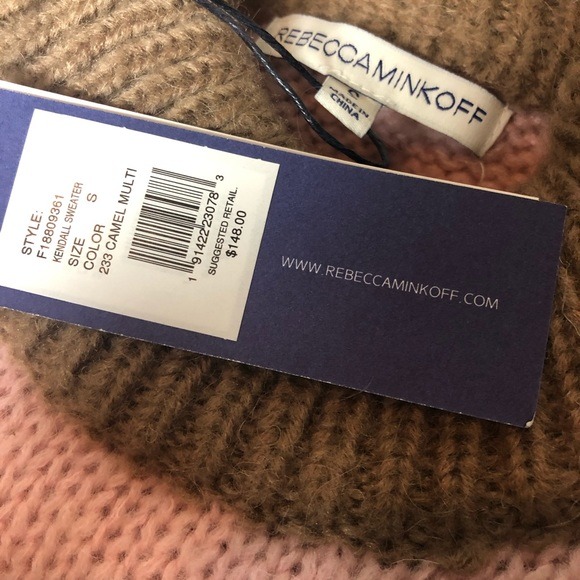 REBECCAMINKOFF
S
MADE IN
CHINA
STYLE:
F18809361
KENDALL SWEATER
SIZE S
COLOR
233 CAMEL MULTI
1 91422 23078 3
SUGGESTED RETAIL.
$148.00
WWW.REBECCAMINKOFF.COM